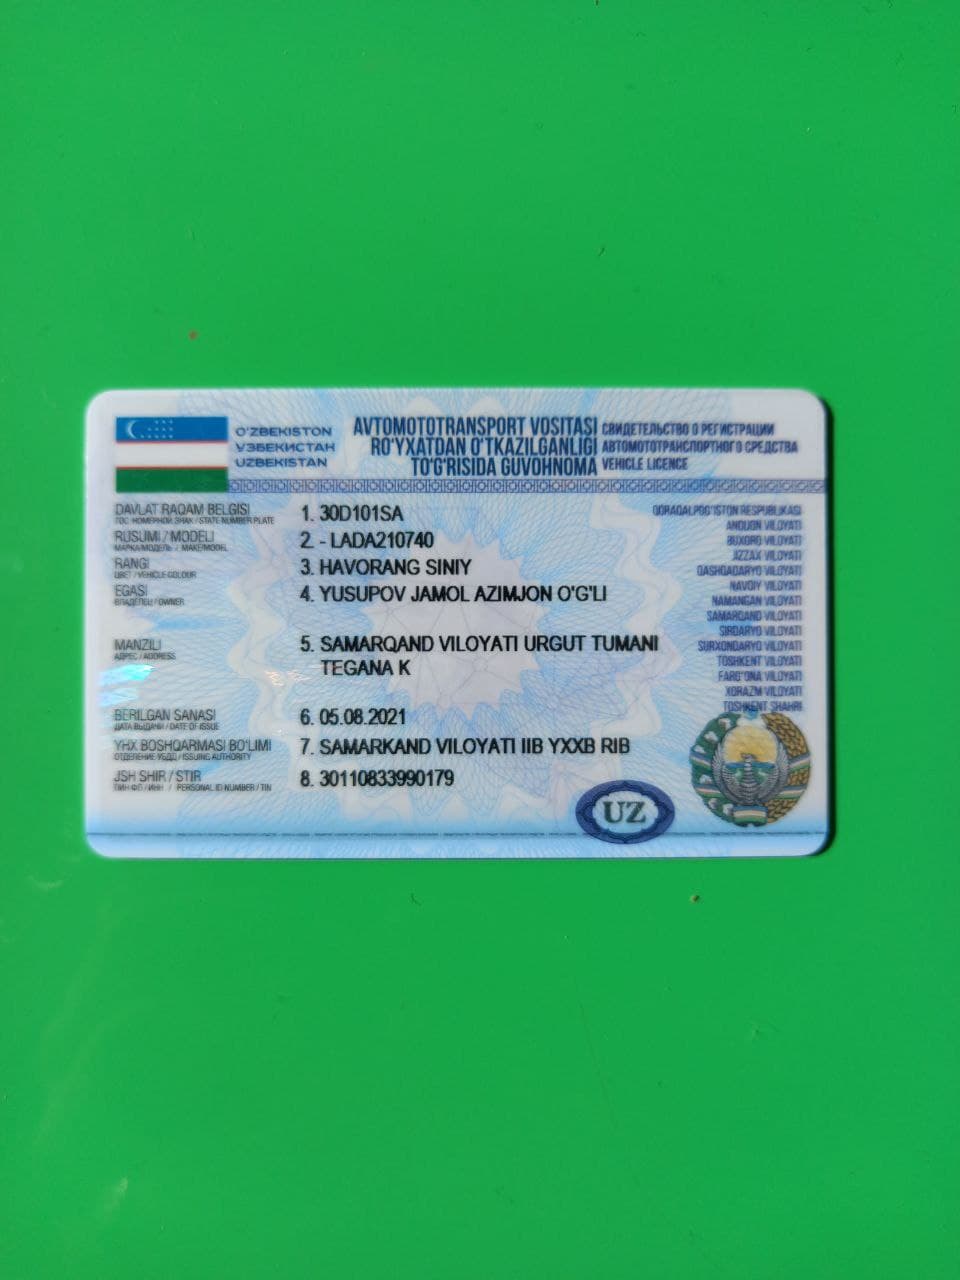 O'ZBEKISTON
УЗБЕКИСТАН
UZBEKISTAN
AVTOMOTOTRANSPORT VOSITASI
RO'YXATDAN O'TKAZILGANLIGI
TO'G'RISIDA GUVOHNOMA
СВИДЕТЕЛЬСТВО О РЕГИСТРАЦИИ
АВТОМОТОТРАНСПОРТНОГО СРЕДСТВА
VEHICLE LICENCE
DAVLAT RAQAM BELGISI
ГОС. НОМЕРНОЙ ЗНАК / STATE NUMBER PLATE
1. 30D101SA
RUSUMI / MODELI
МАРКА/МОДЕЛЬ / MAKE/MODEL
2. - LADA210740
RANGI
ЦВЕТ / VEHICLE COLOUR
3. HAVORANG SINIY
EGASI
ВЛАДЕЛЕЦ / OWNER
4. YUSUPOV JAMOL AZIMJON O'G'LI
MANZILI
АДРЕС / ADDRESS
5. SAMARQAND VILOYATI URGUT TUMANI
TEGANA K
BERILGAN SANASI
ДАТА ВЫДАЧИ / DATE OF ISSUE
6. 05.08.2021
YHX BOSHQARMASI BO'LIMI
ОТДЕЛЕНИЕ УБДД / ISSUING AUTHORITY
7. SAMARKAND VILOYATI IIB YXXB RIB
JSH SHIR / STIR
ПИНФЛ / ИНН / PERSONAL ID NUMBER / TIN
8. 30110833990179
QORAQALPOG'ISTON RESPUBLIKASI
ANDIJON VILOYATI
BUXORO VILOYATI
JIZZAX VILOYATI
QASHQADARYO VILOYATI
NAVOIY VILOYATI
NAMANGAN VILOYATI
SAMARQAND VILOYATI
SIRDARYO VILOYATI
SURXONDARYO VILOYATI
TOSHKENT VILOYATI
FARG'ONA VILOYATI
XORAZM VILOYATI
TOSHKENT SHAHRI
UZ